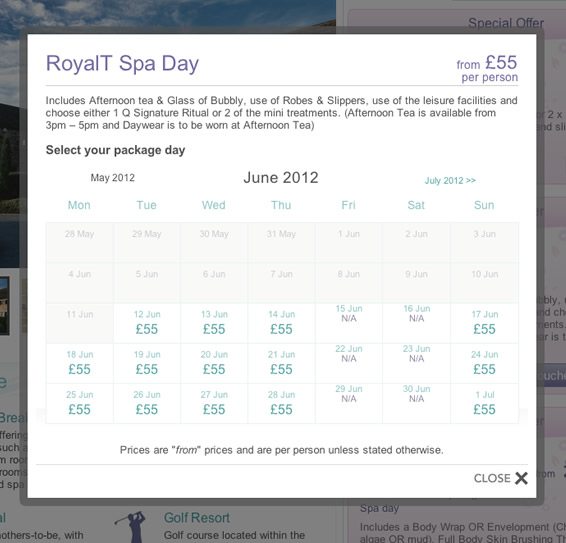 Special Offer
RoyalT Spa Day
from £55
per person
Includes Afternoon tea & Glass of Bubbly, use of Robes & Slippers, use of the leisure facilities and
choose either 1 Q Signature Ritual or 2 of the mini treatments. (Afternoon Tea is available from
3pm – 5pm and Daywear is to be worn at Afternoon Tea)
Select your package day
May 2012 June 2012 July 2012 >>
Mon Tue Wed Thu Fri Sat Sun
28 May 29 May 30 May 31 May 1 Jun 2 Jun 3 Jun
4 Jun 5 Jun 6 Jun 7 Jun 8 Jun 9 Jun 10 Jun
11 Jun 12 Jun 13 Jun 14 Jun 15 Jun 16 Jun 17 Jun
£55 £55 £55 N/A N/A £55
18 Jun 19 Jun 20 Jun 21 Jun 22 Jun 23 Jun 24 Jun
£55 £55 £55 £55 N/A N/A £55
25 Jun 26 Jun 27 Jun 28 Jun 29 Jun 30 Jun 1 Jul
£55 £55 £55 £55 N/A N/A £55
Prices are "from" prices and are per person unless stated otherwise.
CLOSE X
Golf Resort
mothers-to-be, with
Golf course located within the
Spa day
Includes a Body Wrap OR Envelopment (Ch
algae OR mud), Full Body Skin Brushing Th